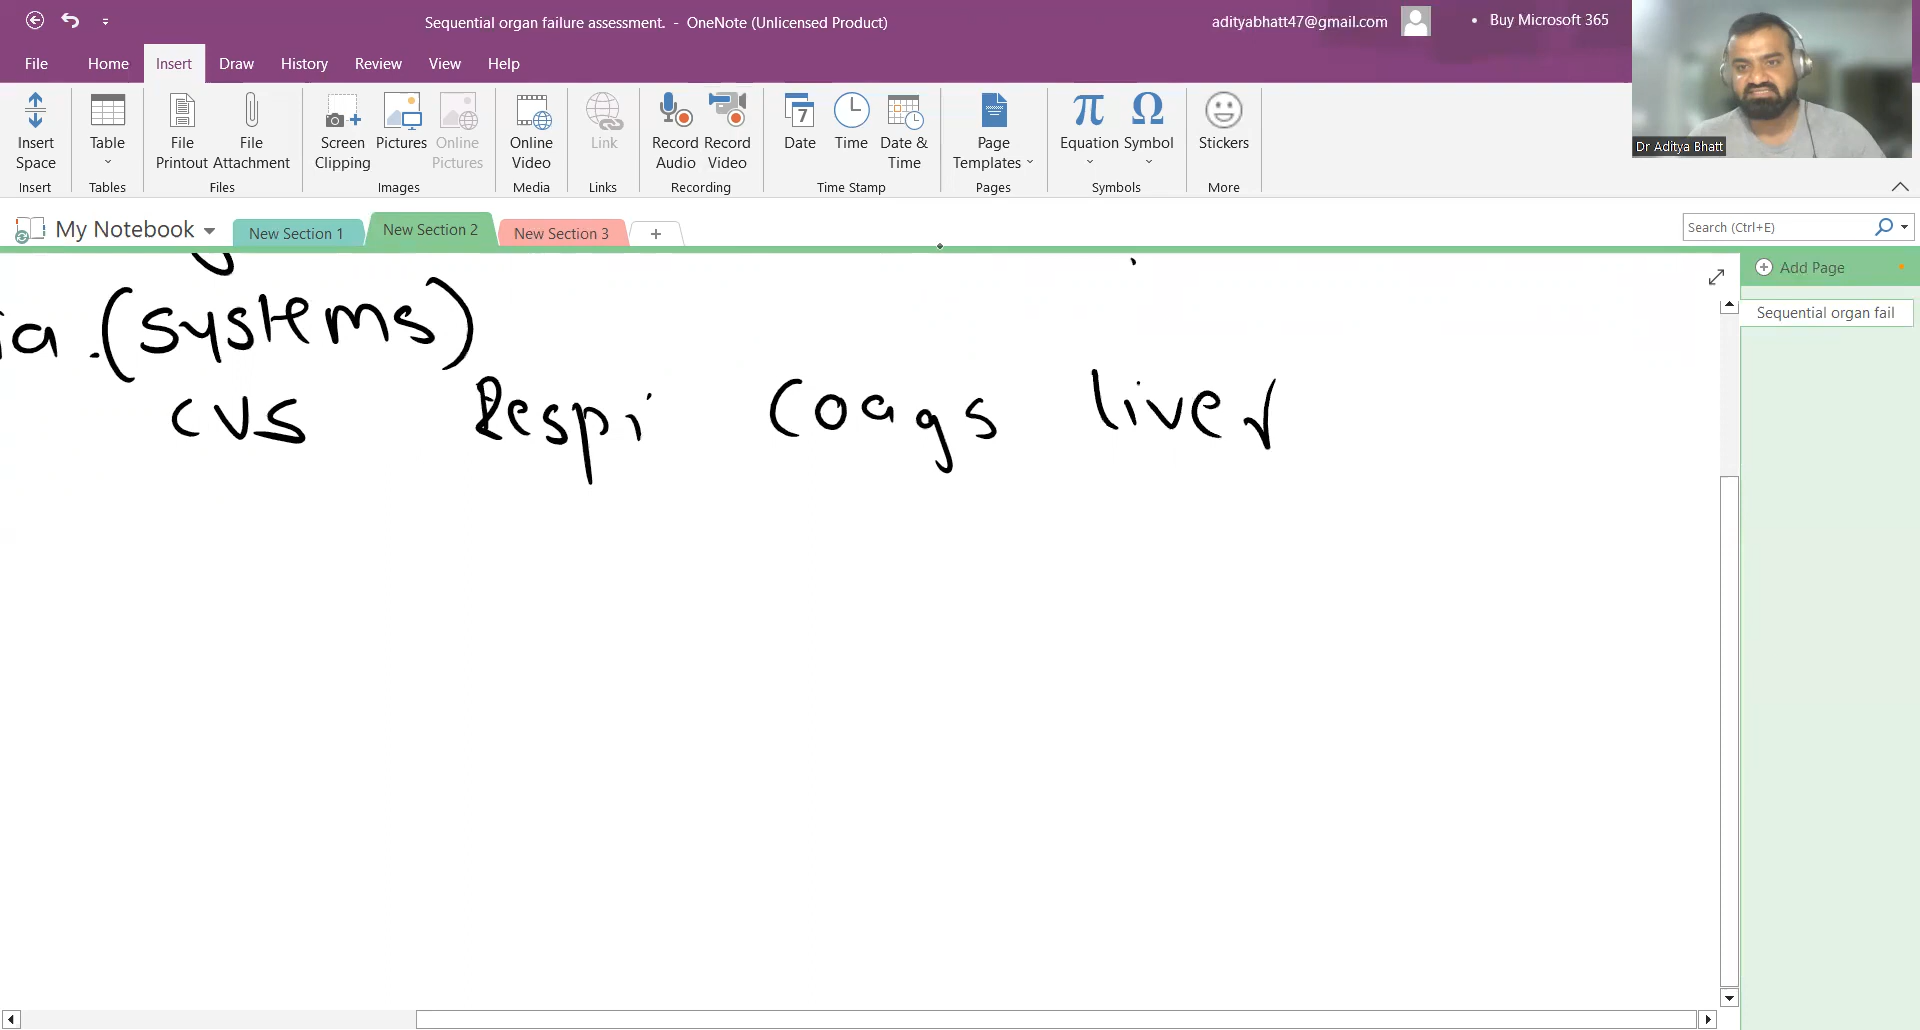 Sequential organ failure assessment. - OneNote (Unlicensed Product)
adityabhatt47@gmail.com
• Buy Microsoft 365
File Home Insert Draw History Review View Help
Dr Aditya Bhatt
Insert Space
Table
File Printout
File Attachment
Screen Clipping
Pictures
Online Pictures
Online Video
Link
Record Audio
Record Video
7
Date
Time
Date & Time
Page Templates
π
Equation
Ω
Symbol
Stickers
Insert Tables Files Images Media Links Recording Time Stamp Pages Symbols More
My Notebook New Section 1 New Section 2 New Section 3 +
Search (Ctrl+E)
Add Page
Sequential organ fail
ia. (systems)
CVS Respi Coags liver